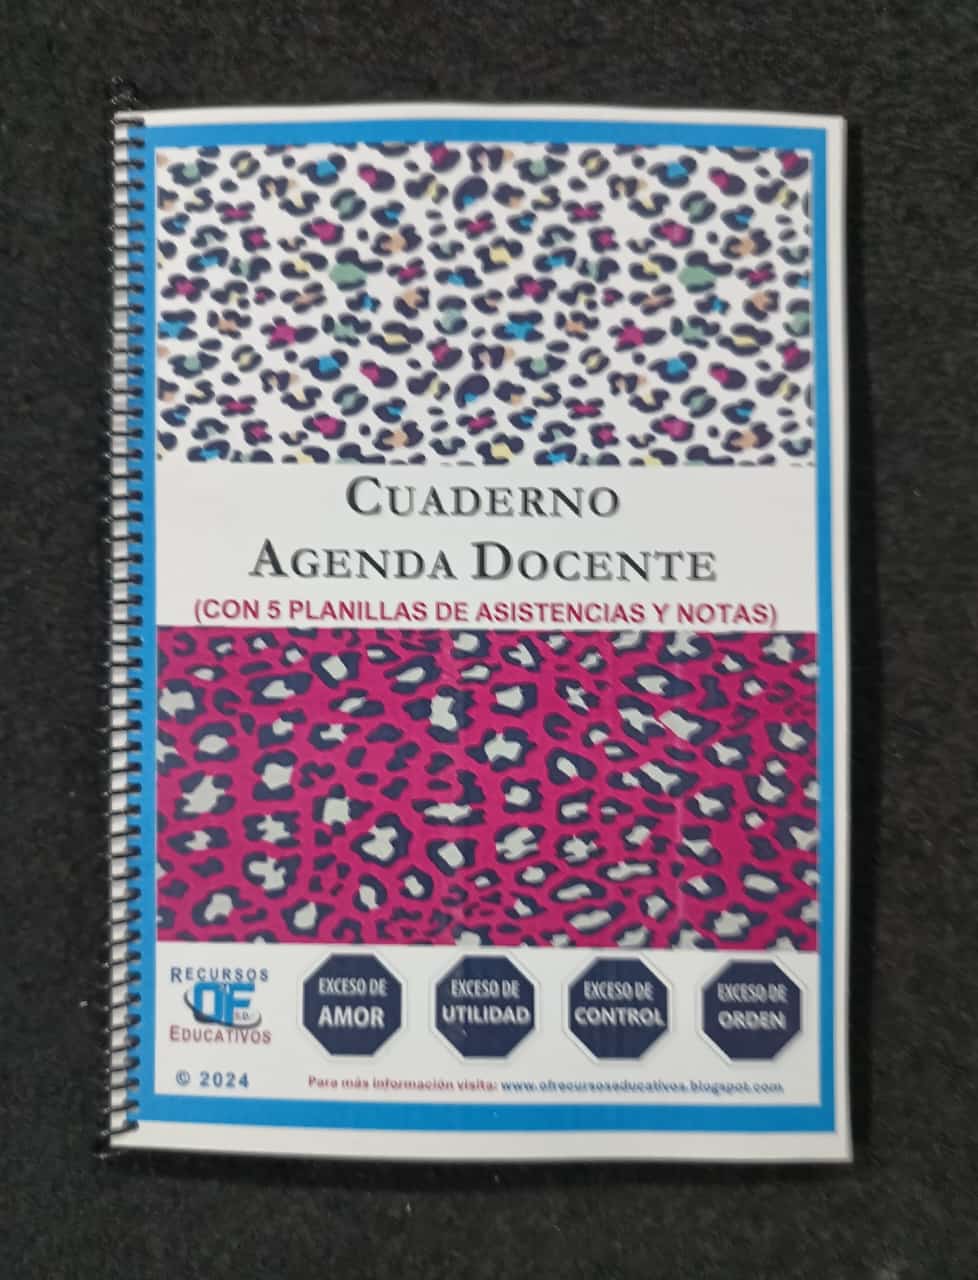 CUADERNO
AGENDA DOCENTE
(CON 5 PLANILLAS DE ASISTENCIAS Y NOTAS)
RECURSOS
OFE
S.D.
EDUCATIVOS
© 2024
EXCESO DE
AMOR
EXCESO DE
UTILIDAD
EXCESO DE
CONTROL
EXCESO DE
ORDEN
Para más información visita: www.ofrecursoseducativos.blogspot.com